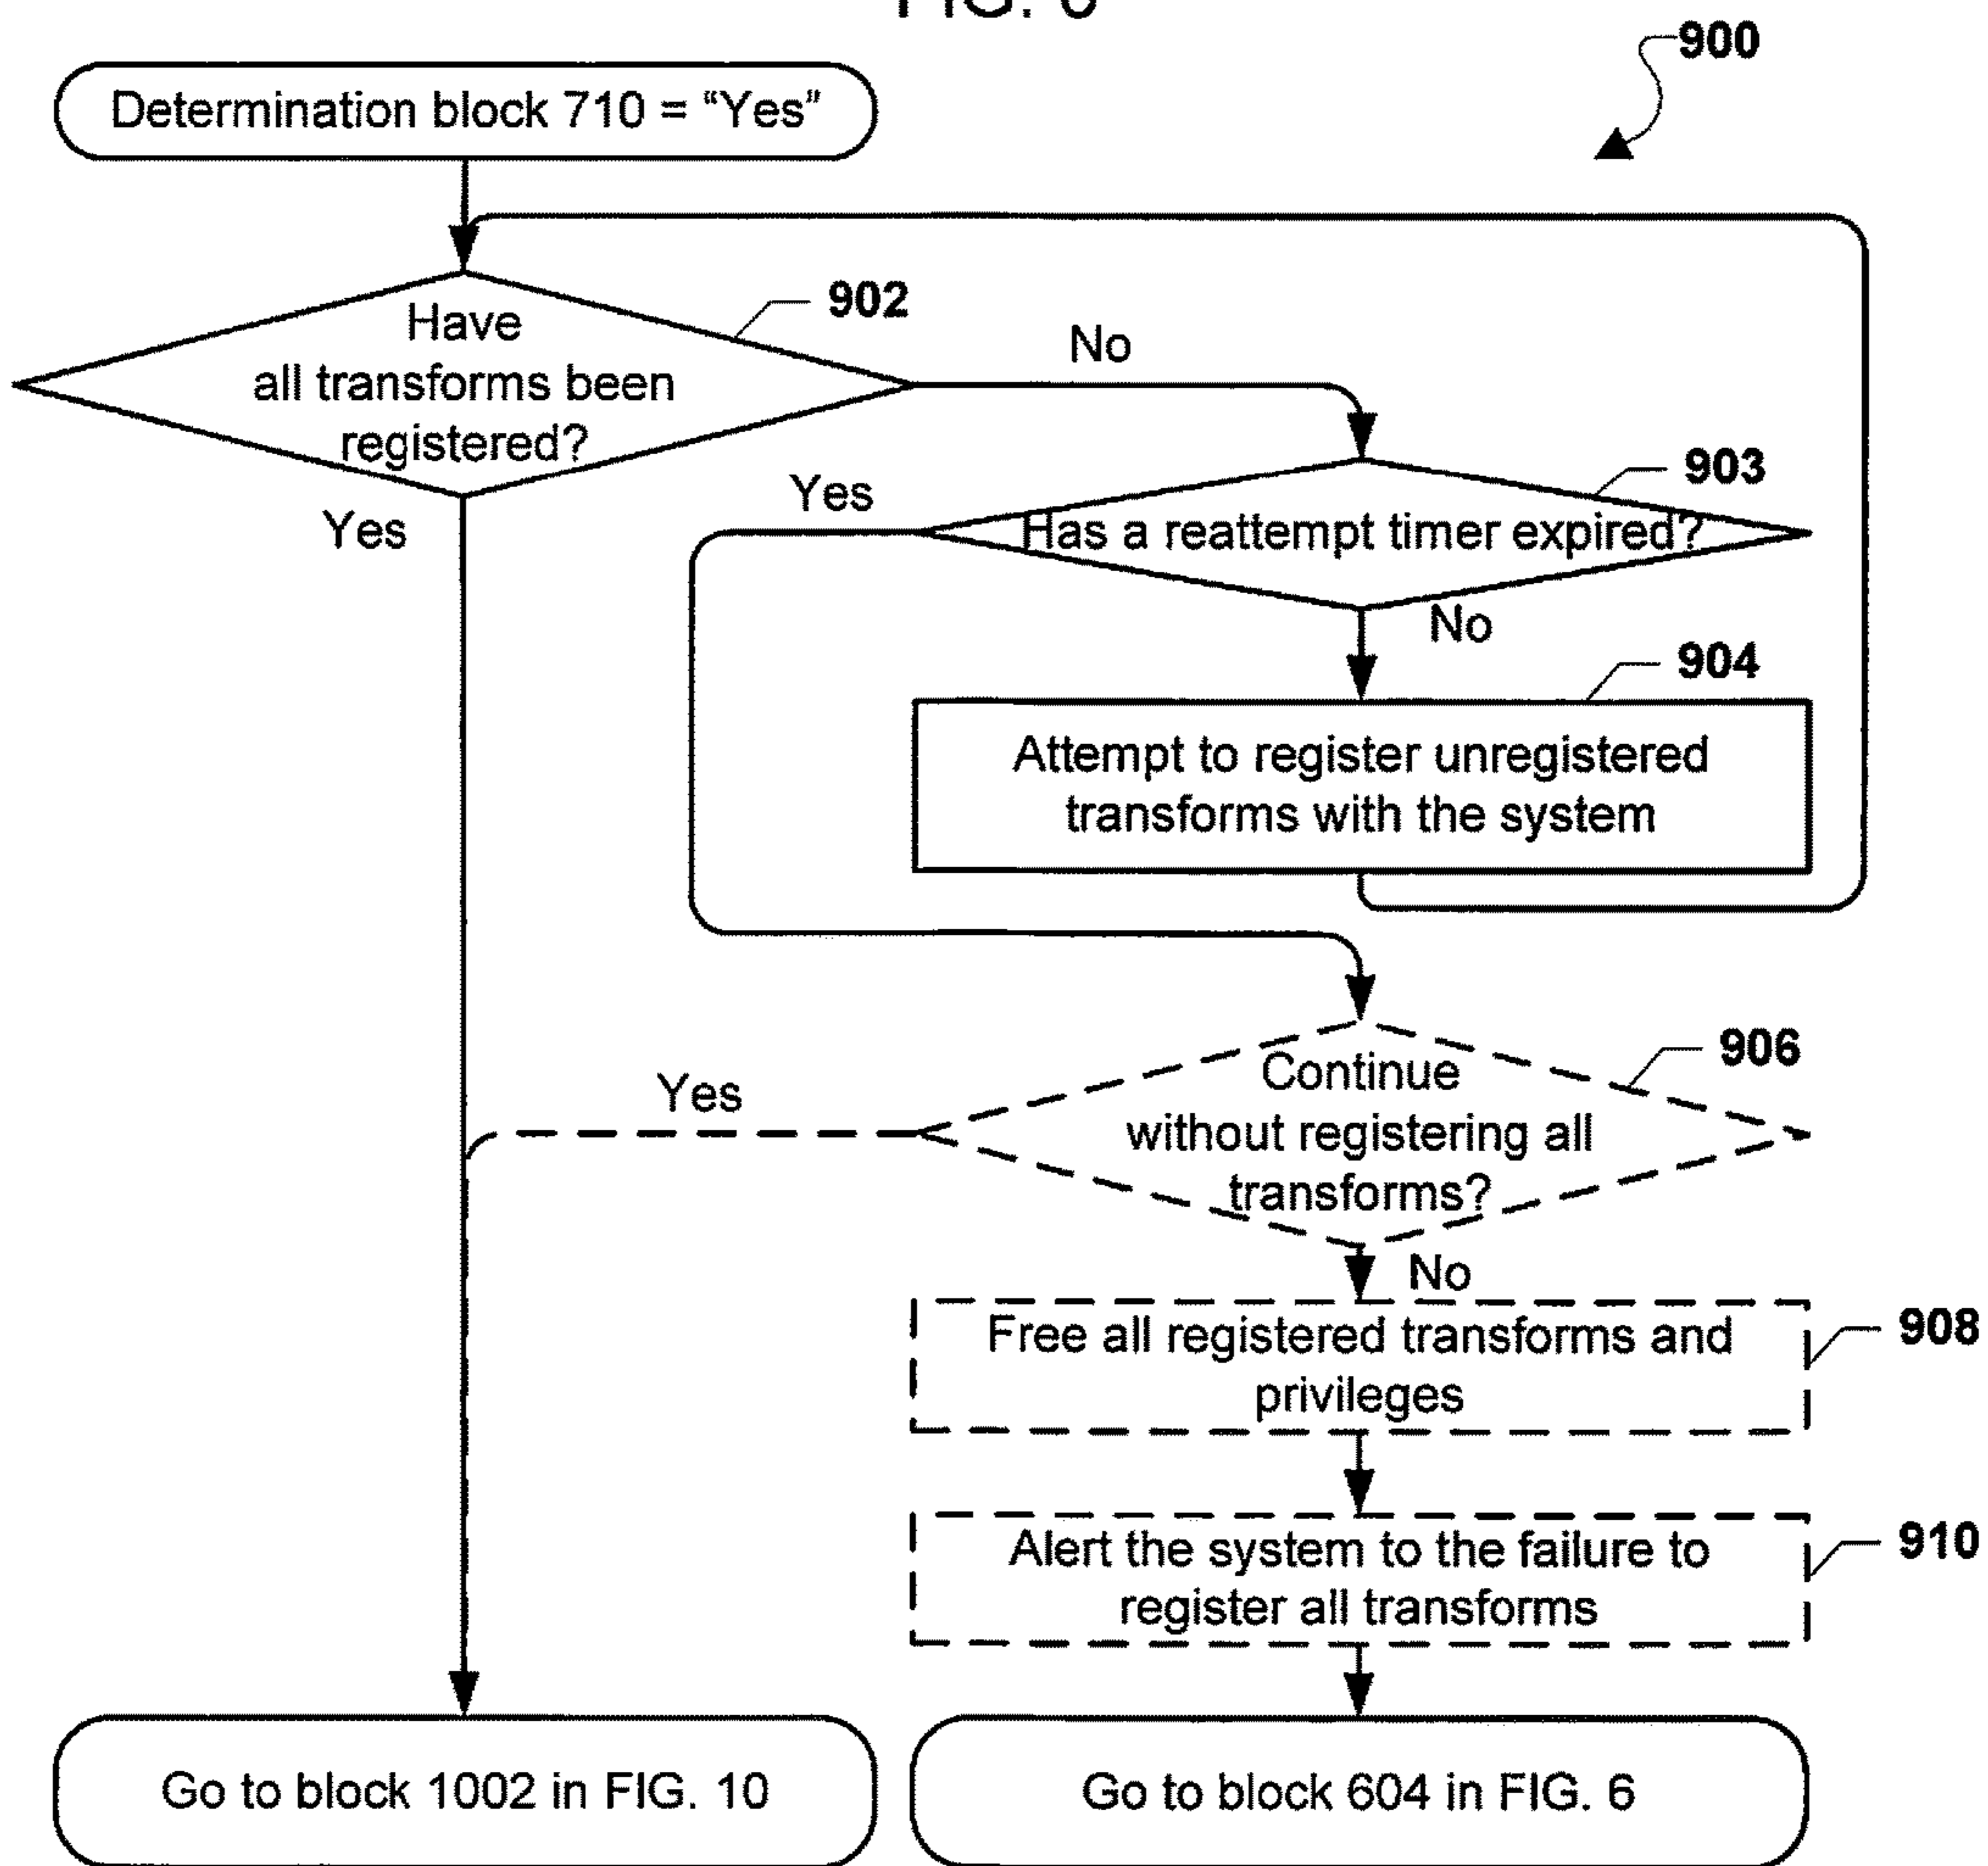 900
Determination block 710 = “Yes”
Have
all transforms been
registered?
902
No
Yes
903
Has a reattempt timer expired?
Yes
No
904
Attempt to register unregistered
transforms with the system
906
Continue
without registering all
transforms?
Yes
No
Free all registered transforms and
privileges
908
Alert the system to the failure to
register all transforms
910
Go to block 1002 in FIG. 10
Go to block 604 in FIG. 6